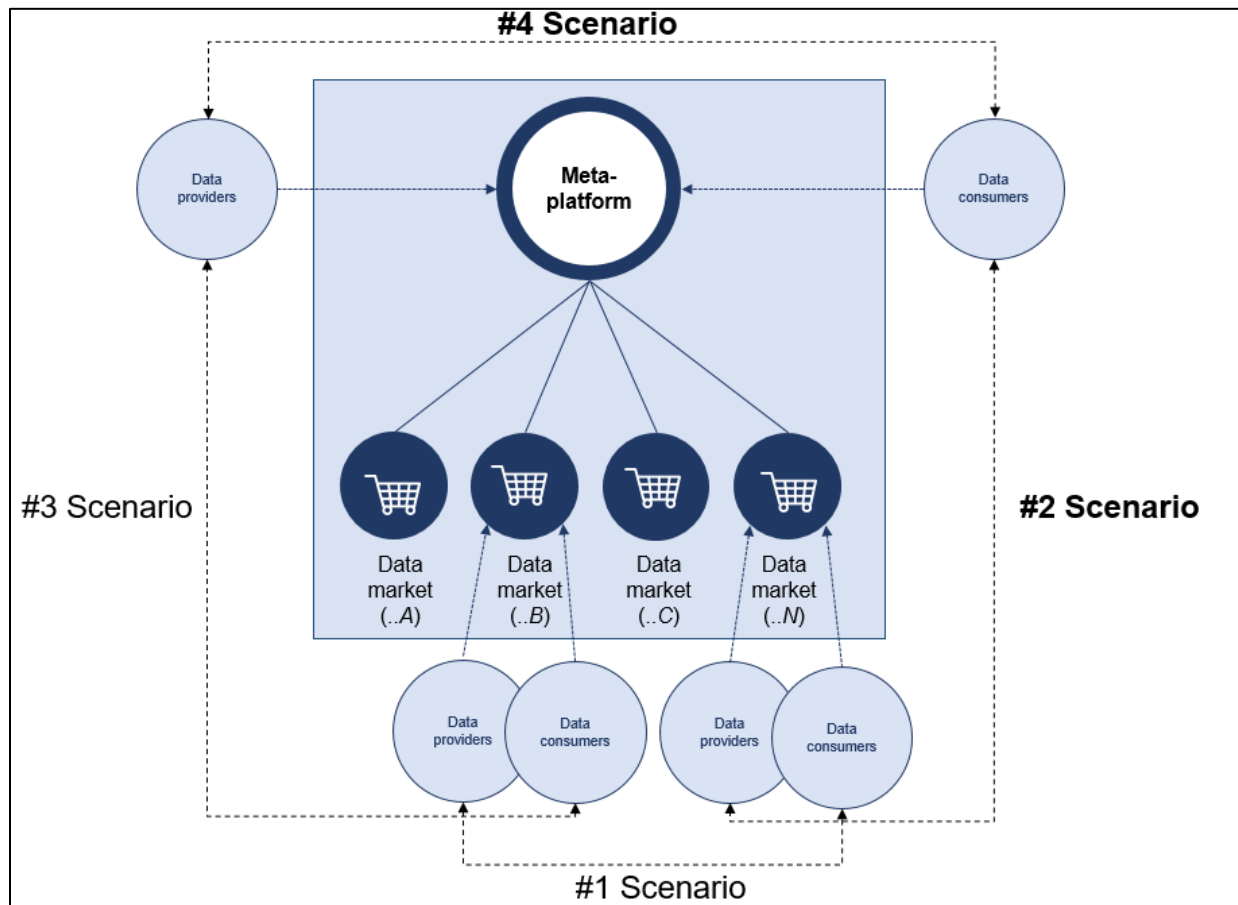 #4 Scenario
Data
providers
Meta-
platform
Data
consumers
#3 Scenario
#2 Scenario
Data
market
(..A)
Data
market
(..B)
Data
market
(..C)
Data
market
(..N)
Data
providers
Data
consumers
Data
providers
Data
consumers
#1 Scenario